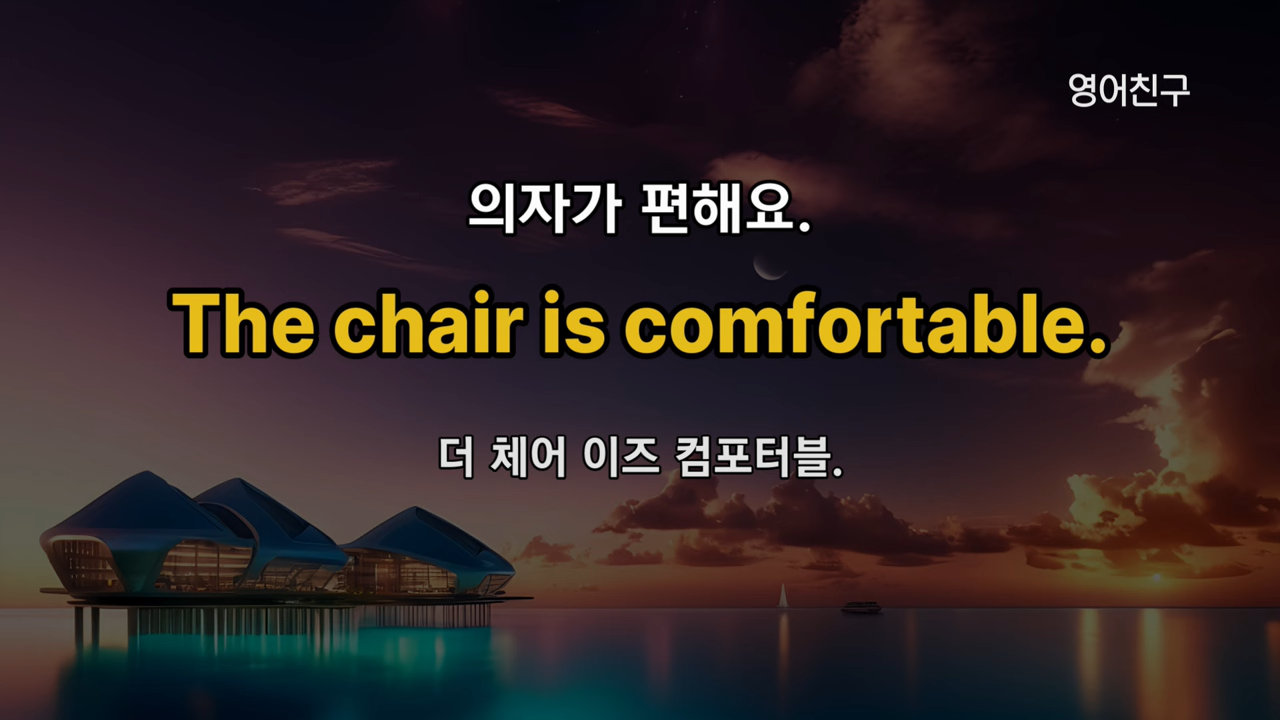 영어친구
의자가 편해요.
The chair is comfortable.
더 체어 이즈 컴포터블.